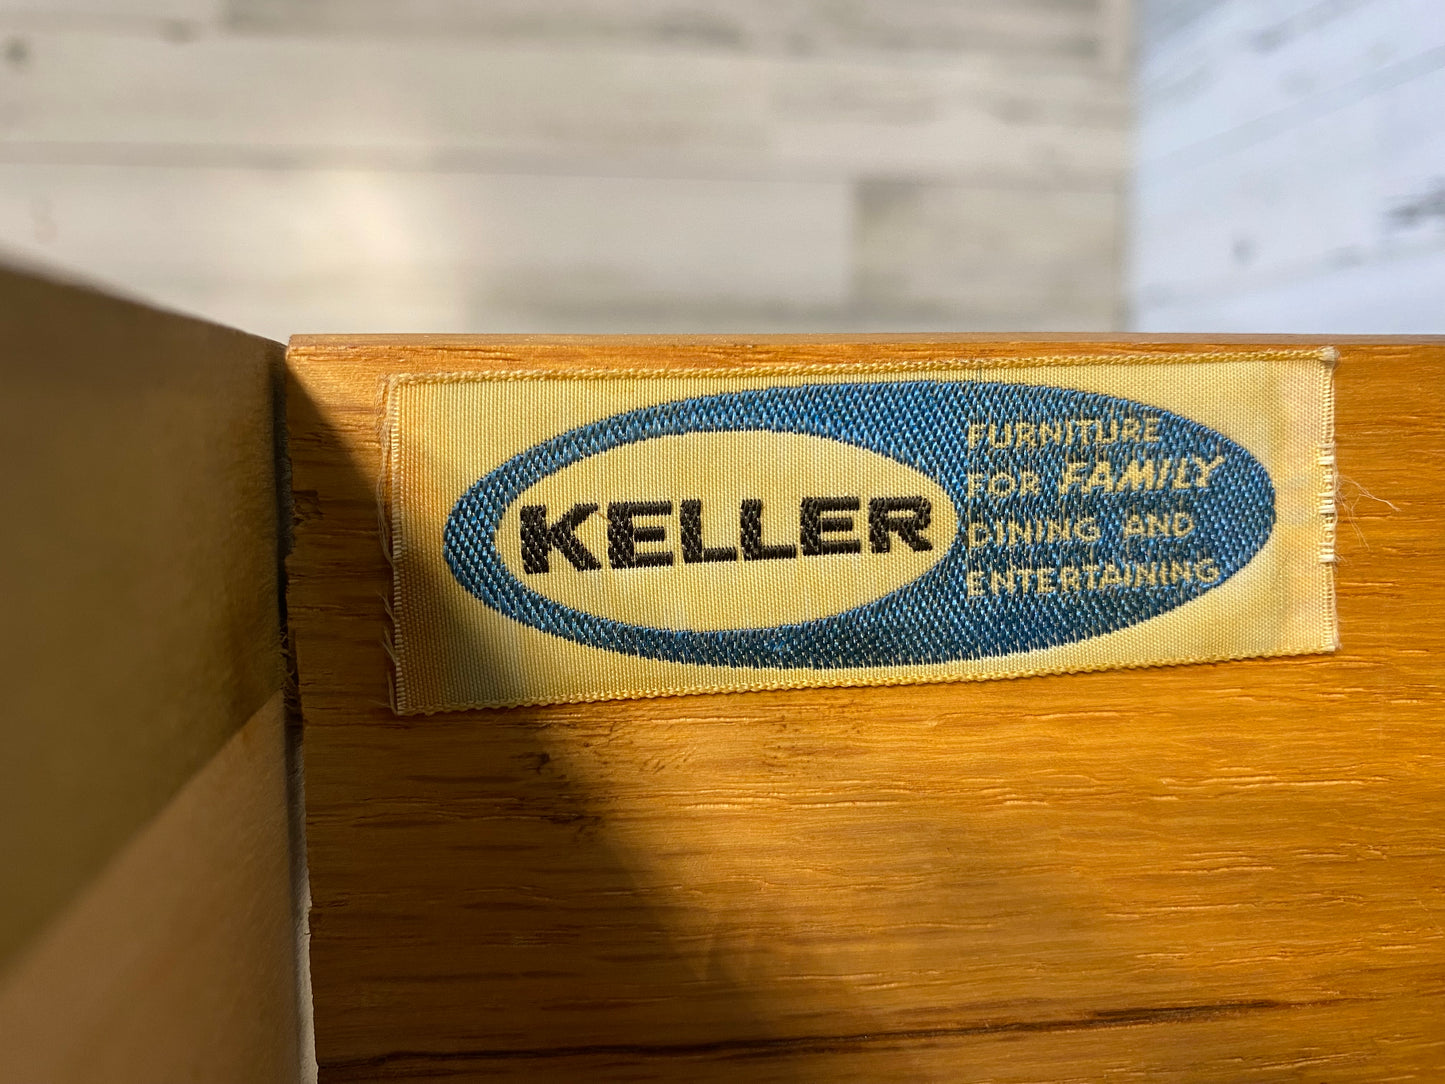 KELLER
FURNITURE
FOR FAMILY
DINING AND
ENTERTAINING